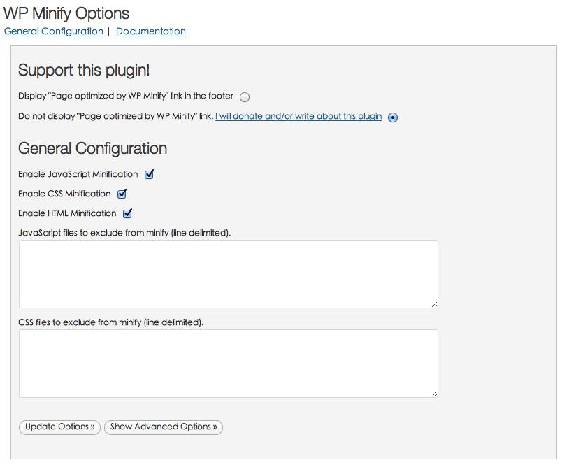 WP Minify Options
General Configuration | Documentation
Support this plugin!
Display "Page optimized by WP Minify" link in the footer
Do not display "Page optimized by WP Minify" link. I will donate and/or write about this plugin
General Configuration
Enable JavaScript Minification
Enable CSS Minification
Enable HTML Minification
JavaScript files to exclude from minify (line delimited).
CSS files to exclude from minify (line delimited).
Update Options » Show Advanced Options »